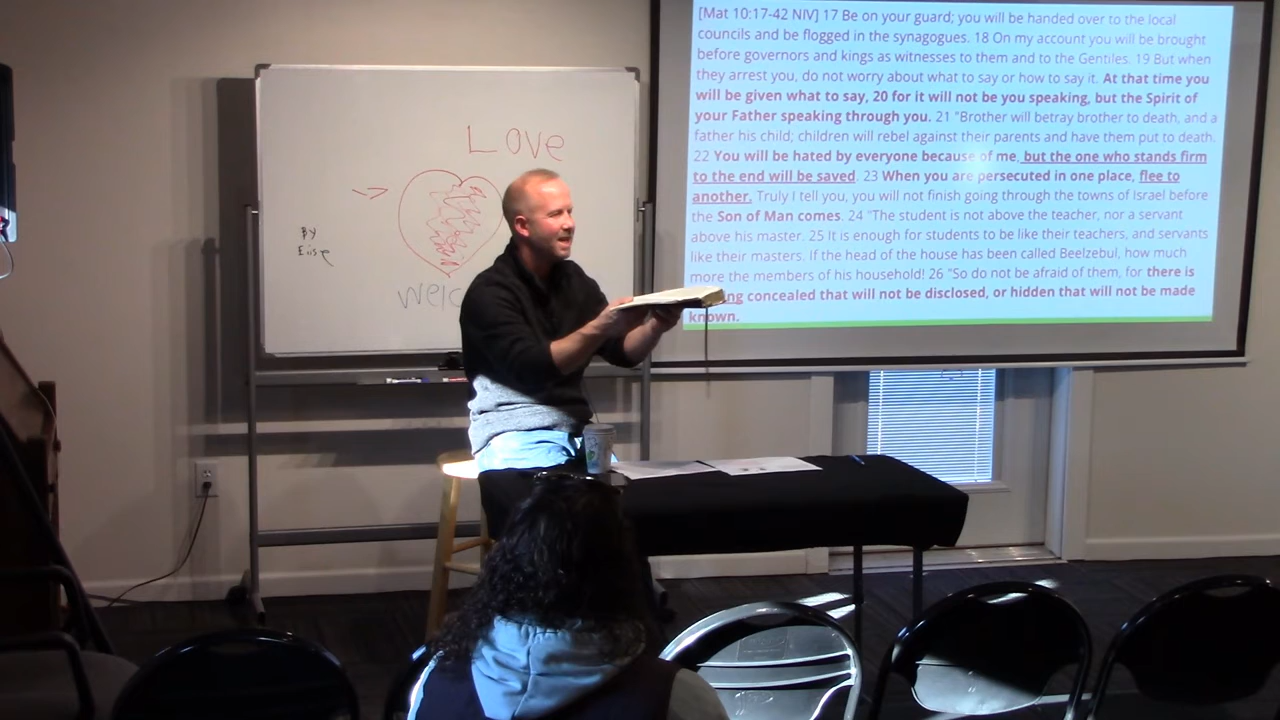 [Mat 10:17-42 NIV] 17 Be on your guard; you will be handed over to the local
councils and be flogged in the synagogues. 18 On my account you will be brought
before governors and kings as witnesses to them and to the Gentiles. 19 But when
they arrest you, do not worry about what to say or how to say it. At that time you
will be given what to say, 20 for it will not be you speaking, but the Spirit of
your Father speaking through you. 21 "Brother will betray brother to death, and a
father his child; children will rebel against their parents and have them put to death.
22 You will be hated by everyone because of me, but the one who stands firm
to the end will be saved. 23 When you are persecuted in one place, flee to
another. Truly I tell you, you will not finish going through the towns of Israel before
the Son of Man comes. 24 "The student is not above the teacher, nor a servant
above his master. 25 It is enough for students to be like their teachers, and servants
like their masters. If the head of the house has been called Beelzebul, how much
more the members of his household! 26 "So do not be afraid of them, for there is
concealed that will not be disclosed, or hidden that will not be made
known.
Love
By